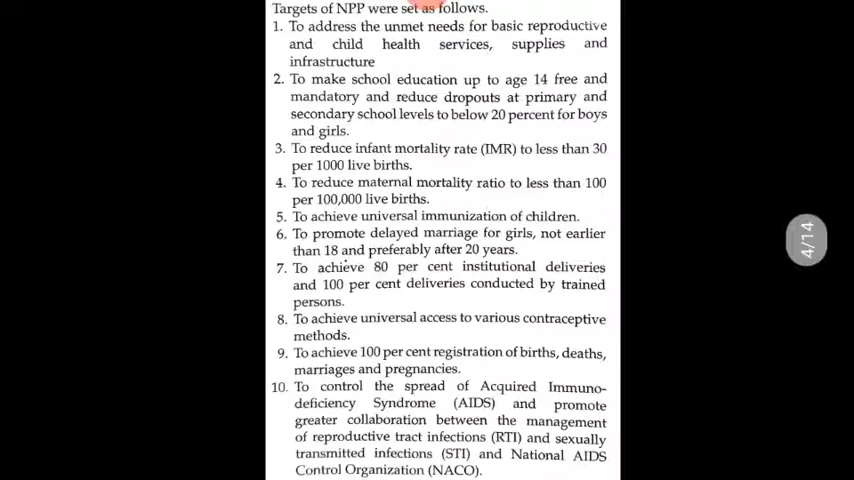 Targets of NPP were set as follows.
1. To address the unmet needs for basic reproductive
and child health services, supplies and
infrastructure
2. To make school education up to age 14 free and
mandatory and reduce dropouts at primary and
secondary school levels to below 20 percent for boys
and girls.
3. To reduce infant mortality rate (IMR) to less than 30
per 1000 live births.
4. To reduce maternal mortality ratio to less than 100
per 100,000 live births.
5. To achieve universal immunization of children.
6. To promote delayed marriage for girls, not earlier
than 18 and preferably after 20 years.
7. To achieve 80 per cent institutional deliveries
and 100 per cent deliveries conducted by trained
persons.
8. To achieve universal access to various contraceptive
methods.
9. To achieve 100 per cent registration of births, deaths,
marriages and pregnancies.
10. To control the spread of Acquired Immuno-
deficiency Syndrome (AIDS) and promote
greater collaboration between the management
of reproductive tract infections (RTI) and sexually
transmitted infections (STI) and National AIDS
Control Organization (NACO).
4/14